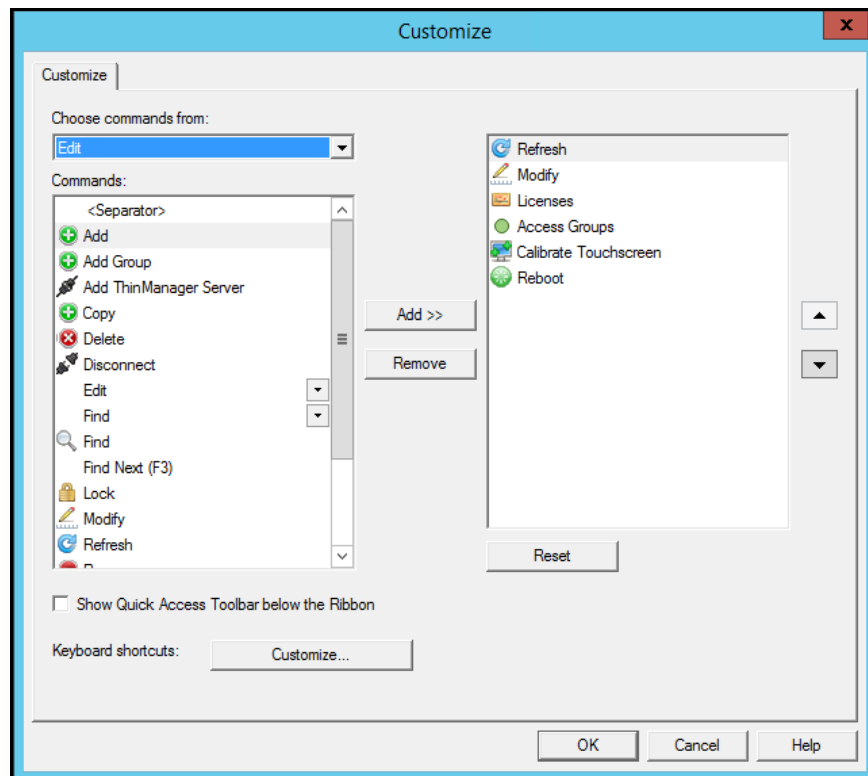 Customize
x
Customize
Choose commands from:
Edit
Commands:
<Separator>
Add
Add Group
Add ThinManager Server
Copy
Delete
Disconnect
Edit
Find
Find
Find Next (F3)
Lock
Modify
Refresh
Add >>
Remove
Refresh
Modify
Licenses
Access Groups
Calibrate Touchscreen
Reboot
Reset
Show Quick Access Toolbar below the Ribbon
Keyboard shortcuts:
Customize...
OK
Cancel
Help